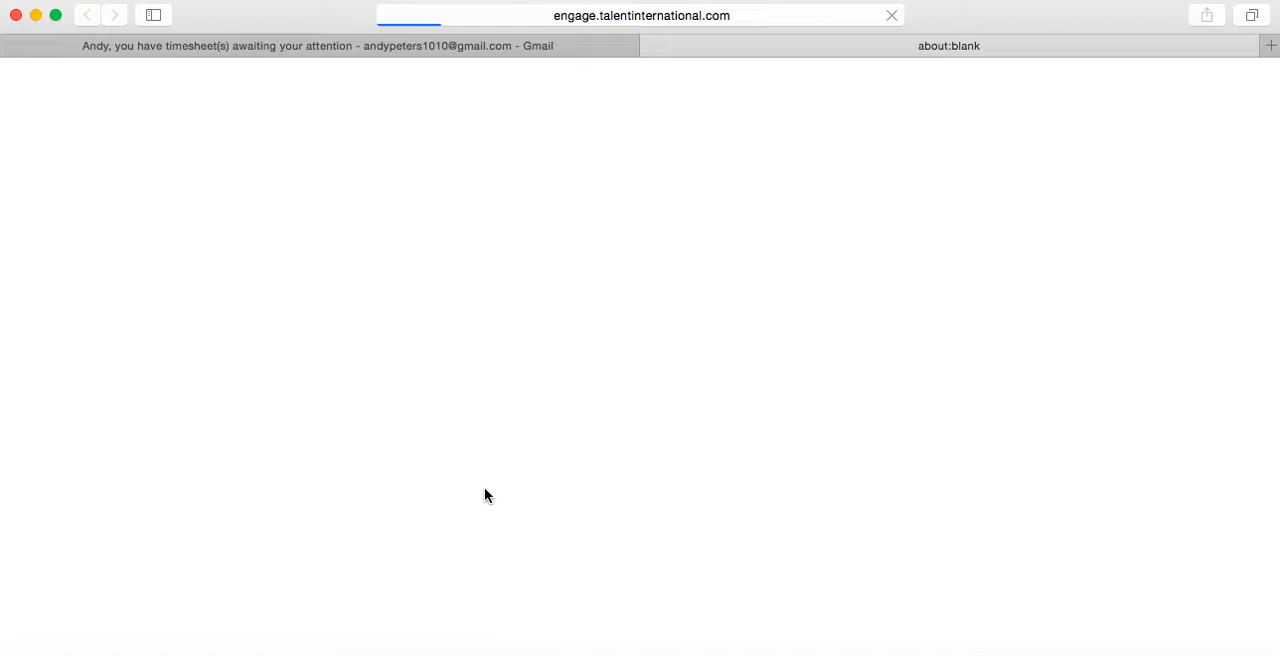 engage.talentinternational.com
Andy, you have timesheet(s) awaiting your attention - andypeters1010@gmail.com - Gmail
about:blank